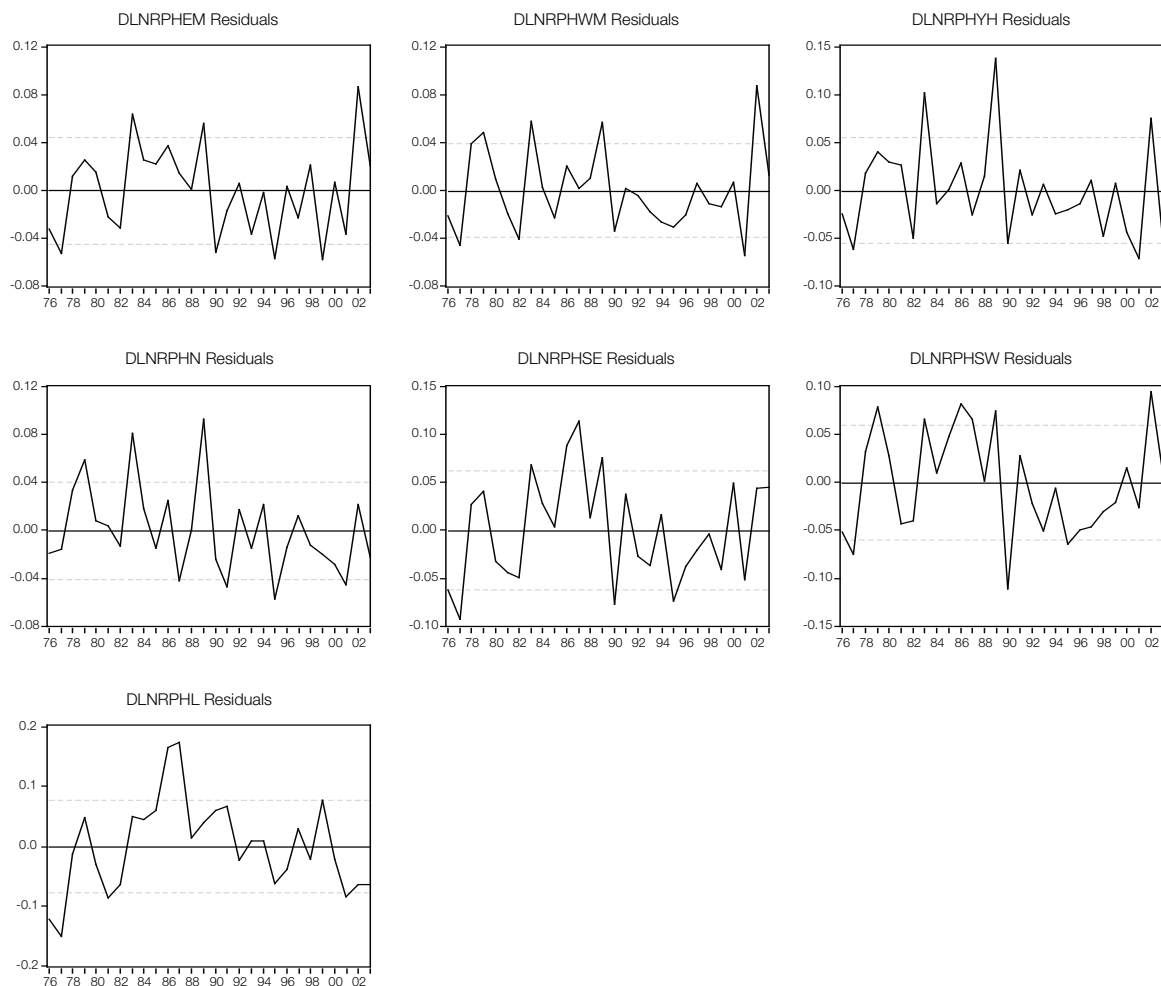 DLNRPHEM Residuals
0.12
0.08
0.04
0.00
-0.04
-0.08
76 78 80 82 84 86 88 90 92 94 96 98 00 02
DLNRPHWM Residuals
0.12
0.08
0.04
0.00
-0.04
-0.08
76 78 80 82 84 86 88 90 92 94 96 98 00 02
DLNRPHYH Residuals
0.15
0.10
0.05
0.00
-0.05
-0.10
76 78 80 82 84 86 88 90 92 94 96 98 00 02
DLNRPHN Residuals
0.12
0.08
0.04
0.00
-0.04
-0.08
76 78 80 82 84 86 88 90 92 94 96 98 00 02
DLNRPHSE Residuals
0.15
0.10
0.05
0.00
-0.05
-0.10
76 78 80 82 84 86 88 90 92 94 96 98 00 02
DLNRPHSW Residuals
0.10
0.05
0.00
-0.05
-0.10
-0.15
76 78 80 82 84 86 88 90 92 94 96 98 00 02
DLNRPHL Residuals
0.2
0.1
0.0
-0.1
-0.2
76 78 80 82 84 86 88 90 92 94 96 98 00 02